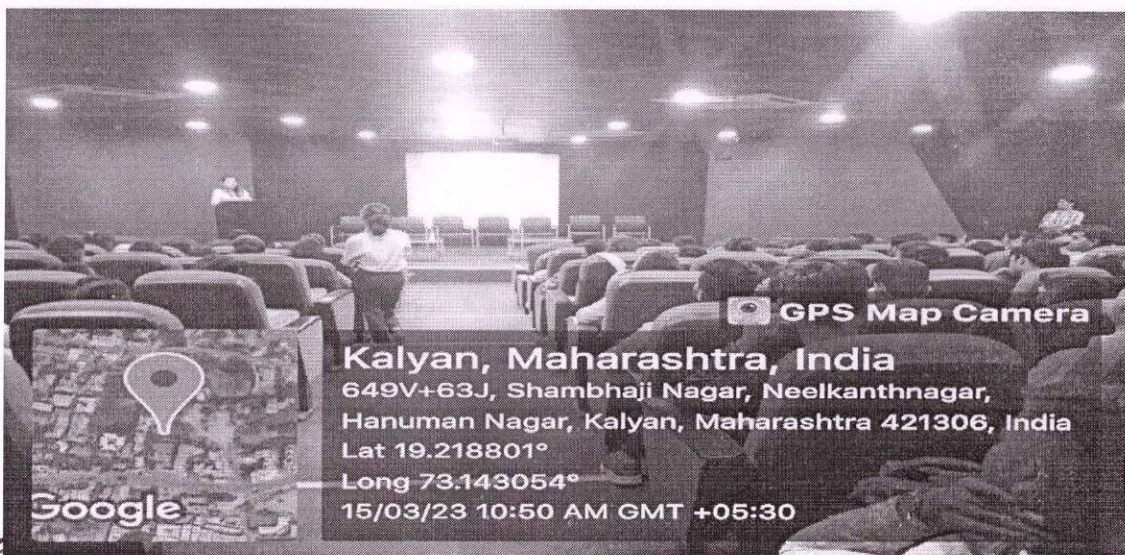 GPS Map Camera
Kalyan, Maharashtra, India
649V+63J, Shambhaji Nagar, Neelkanthnagar,
Hanuman Nagar, Kalyan, Maharashtra 421306, India
Lat 19.218801°
Long 73.143054°
15/03/23 10:50 AM GMT +05:30
Google